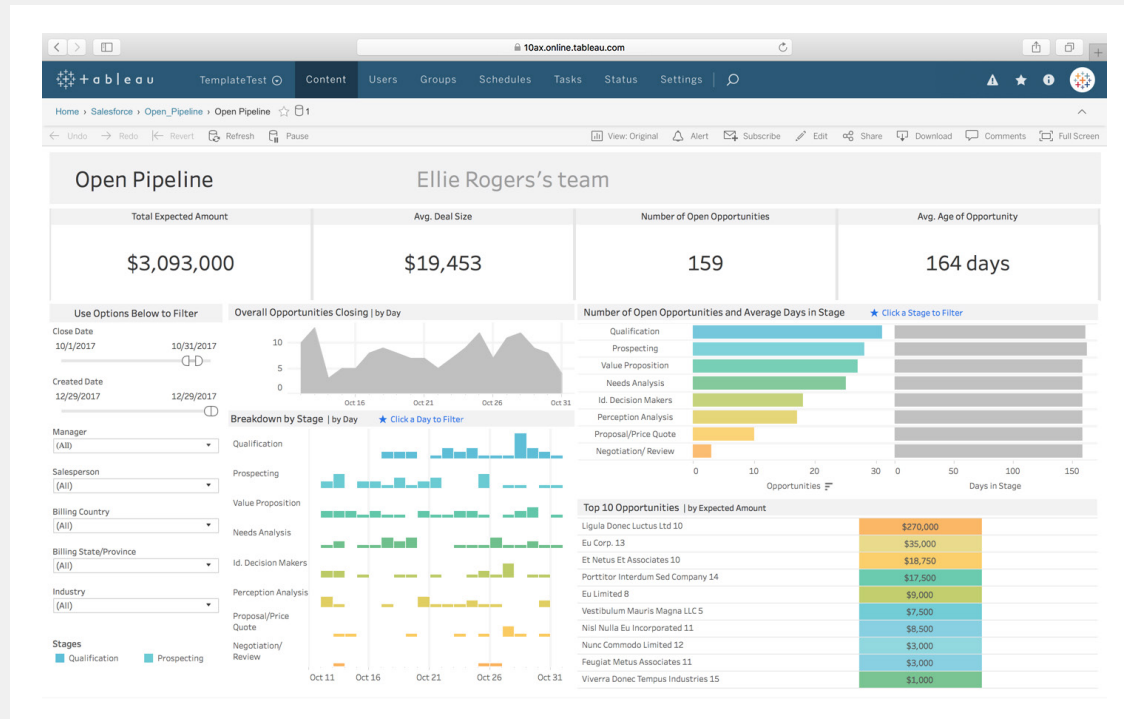 10ax.online.tableau.com
+ a b | e a u TemplateTest Content Users Groups Schedules Tasks Status Settings
Home › Salesforce › Open_Pipeline › Open Pipeline 1
Undo Redo Revert Refresh Pause View: Original Alert Subscribe Edit Share Download Comments Full Screen
Open Pipeline Ellie Rogers's team
Total Expected Amount Avg. Deal Size Number of Open Opportunities Avg. Age of Opportunity
$3,093,000 $19,453 159 164 days
Use Options Below to Filter
Close Date
10/1/2017 10/31/2017
Created Date
12/29/2017 12/29/2017
Manager
(All)
Salesperson
(All)
Billing Country
(All)
Billing State/Province
(All)
Industry
(All)
Stages
Qualification Prospecting
Overall Opportunities Closing | by Day
10
5
0
Oct 16 Oct 21 Oct 26 Oct 31
Breakdown by Stage | by Day ★ Click a Day to Filter
Qualification
Prospecting
Value Proposition
Needs Analysis
Id. Decision Makers
Perception Analysis
Proposal/Price
Quote
Negotiation/
Review
Oct 11 Oct 16 Oct 21 Oct 26 Oct 31
Number of Open Opportunities and Average Days in Stage ★ Click a Stage to Filter
Qualification
Prospecting
Value Proposition
Needs Analysis
Id. Decision Makers
Perception Analysis
Proposal/Price Quote
Negotiation/ Review
0 10 20 30 0 50 100 150
Opportunities Days in Stage
Top 10 Opportunities | by Expected Amount
Ligula Donec Luctus Ltd 10 $270,000
Eu Corp. 13 $35,000
Et Netus Et Associates 10 $18,750
Porttitor Interdum Sed Company 14 $17,500
Eu Limited 8 $9,000
Vestibulum Mauris Magna LLC 5 $7,500
Nisl Nulla Eu Incorporated 11 $8,500
Nunc Commodo Limited 12 $3,000
Feugiat Metus Associates 11 $3,000
Viverra Donec Tempus Industries 15 $1,000